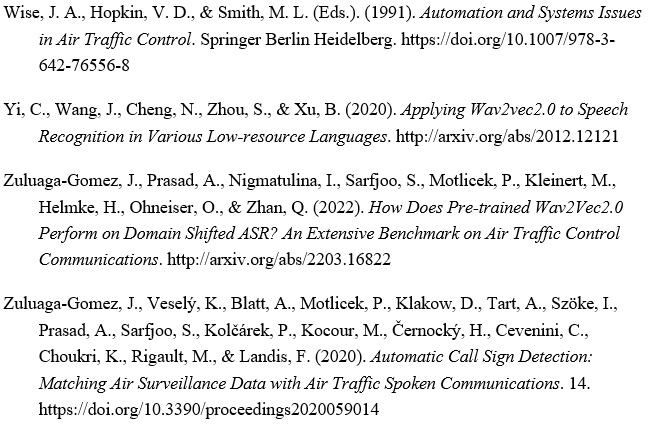 Wise, J. A., Hopkin, V. D., & Smith, M. L. (Eds.). (1991). Automation and Systems Issues
in Air Traffic Control. Springer Berlin Heidelberg. https://doi.org/10.1007/978-3-
642-76556-8
Yi, C., Wang, J., Cheng, N., Zhou, S., & Xu, B. (2020). Applying Wav2vec2.0 to Speech
Recognition in Various Low-resource Languages. http://arxiv.org/abs/2012.12121
Zuluaga-Gomez, J., Prasad, A., Nigmatulina, I., Sarfjoo, S., Motlicek, P., Kleinert, M.,
Helmke, H., Ohneiser, O., & Zhan, Q. (2022). How Does Pre-trained Wav2Vec2.0
Perform on Domain Shifted ASR? An Extensive Benchmark on Air Traffic Control
Communications. http://arxiv.org/abs/2203.16822
Zuluaga-Gomez, J., Veselý, K., Blatt, A., Motlicek, P., Klakow, D., Tart, A., Szöke, I.,
Prasad, A., Sarfjoo, S., Kolčárek, P., Kocour, M., Černocký, H., Cevenini, C.,
Choukri, K., Rigault, M., & Landis, F. (2020). Automatic Call Sign Detection:
Matching Air Surveillance Data with Air Traffic Spoken Communications. 14.
https://doi.org/10.3390/proceedings2020059014